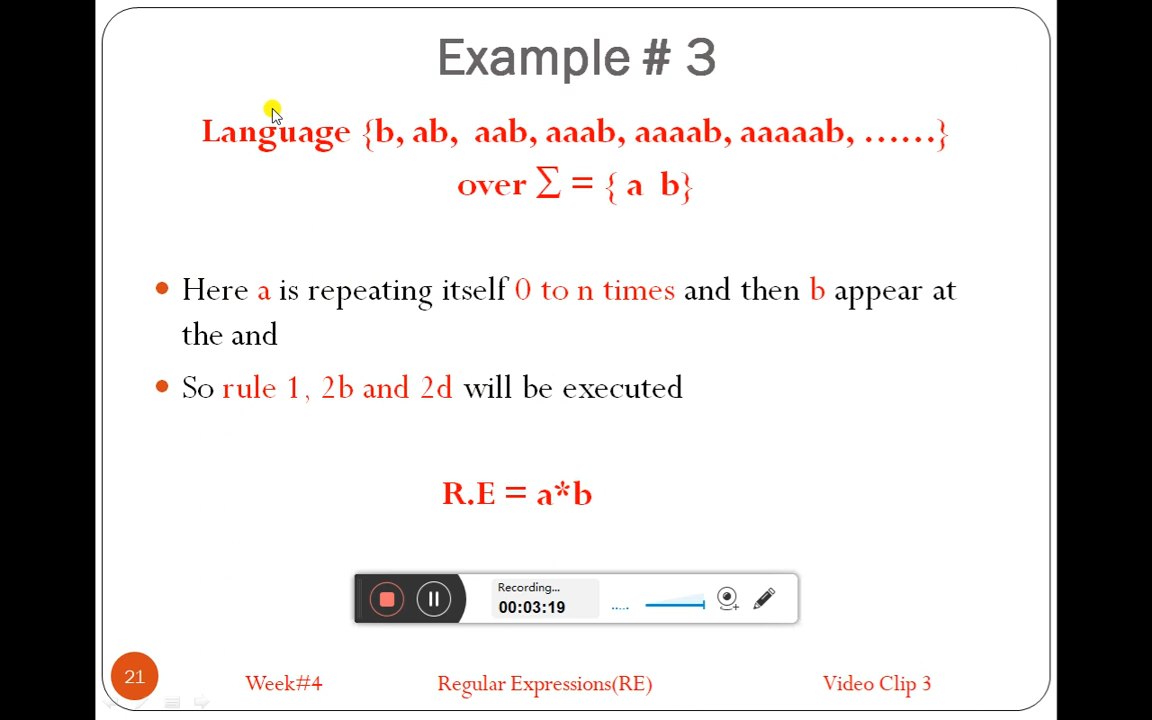 Example # 3
Language {b, ab, aab, aaab, aaaab, aaaaab, ......}
over ∑ = { a b}
• Here a is repeating itself 0 to n times and then b appear at
the and
• So rule 1, 2b and 2d will be executed
R.E = a*b
Recording...
00:03:19
21
Week#4
Regular Expressions(RE)
Video Clip 3